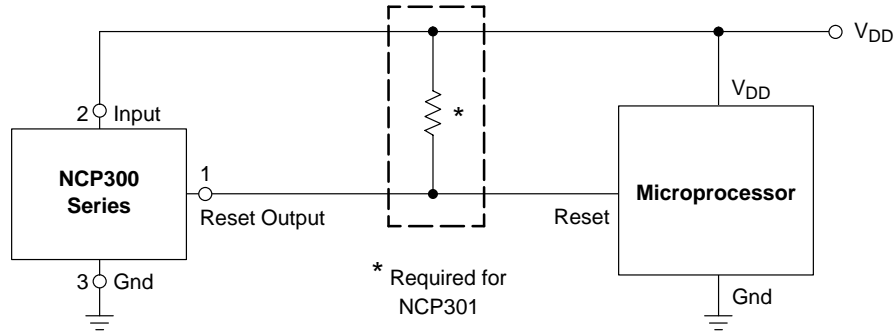 V_DD
V_DD
2 Input
*
NCP300
Series
1
Reset Output
Reset
Microprocessor
3 Gnd
* Required for
NCP301
Gnd